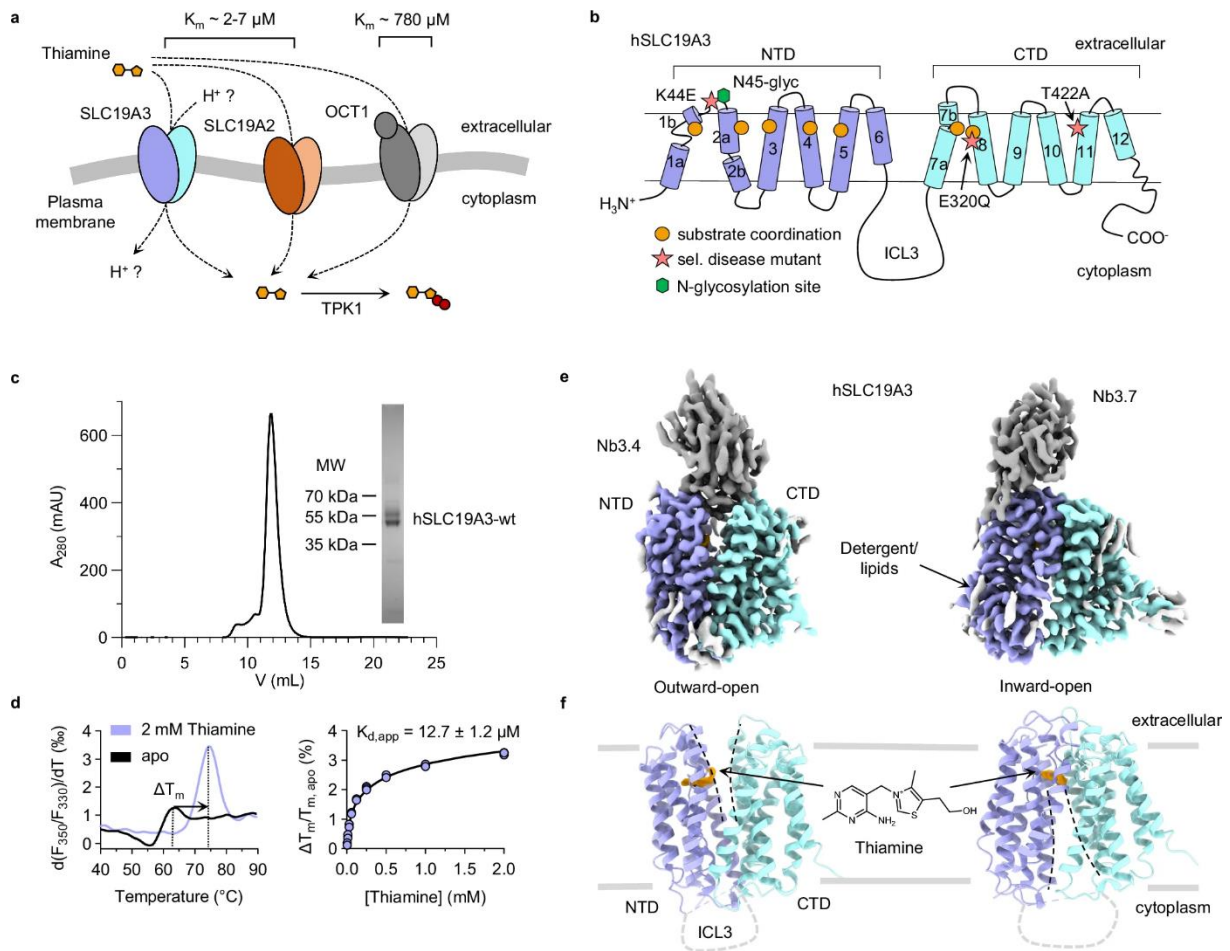 a
Kₘ ~ 2-7 µM
Kₘ ~ 780 µM
Thiamine
H⁺ ?
SLC19A3
SLC19A2
OCT1
extracellular
Plasma
membrane
cytoplasm
H⁺ ?
TPK1
b
hSLC19A3
NTD
CTD
extracellular
K44E
N45-glyc
T422A
1b
2a
7b
1a
2b
3
4
5
6
7a
8
9
10
11
12
H₃N⁺
E320Q
COO⁻
ICL3
cytoplasm
substrate coordination
sel. disease mutant
N-glycosylation site
c
A₂₈₀ (mAU)
600
400
200
0
0
5
10
15
20
25
V (mL)
MW
70 kDa
55 kDa
35 kDa
hSLC19A3-wt
d
2 mM Thiamine
apo
ΔTₘ
d(F₃₅₀/F₃₃₀)/dT (‰)
4
3
2
1
0
40
50
60
70
80
90
Temperature (°C)
K_d,app = 12.7 ± 1.2 µM
ΔTₘ/Tₘ, ₐₚₒ (%)
4
3
2
1
0
0.0
0.5
1.0
1.5
2.0
[Thiamine] (mM)
e
hSLC19A3
Nb3.4
Nb3.7
NTD
CTD
Detergent/
lipids
Outward-open
Inward-open
f
extracellular
N
N
NH₂
N⁺
S
OH
Thiamine
NTD
CTD
ICL3
cytoplasm